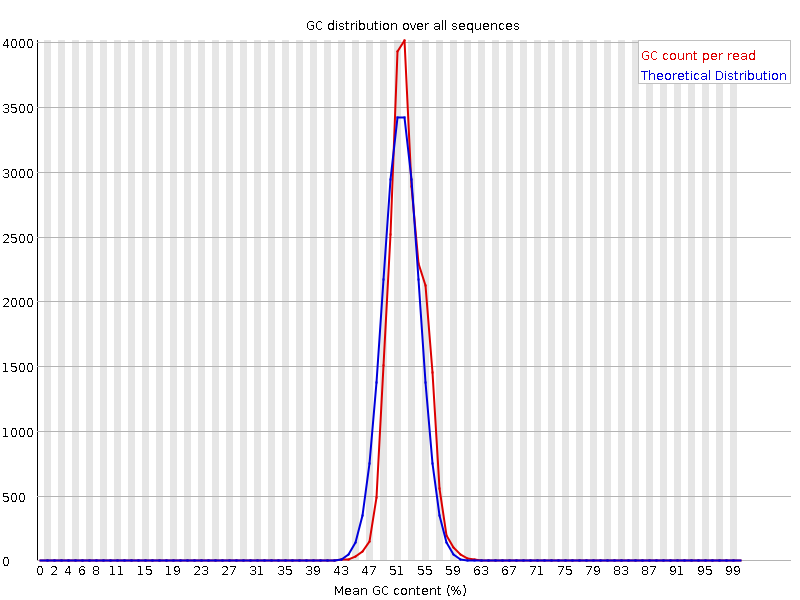 GC distribution over all sequences
GC count per read
Theoretical Distribution
4000
3500
3000
2500
2000
1500
1000
500
0
0 2 4 6 8 11 15 19 23 27 31 35 39 43 47 51 55 59 63 67 71 75 79 83 87 91 95 99
Mean GC content (%)